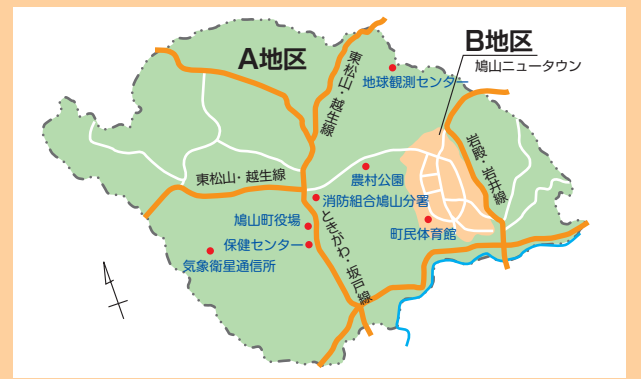 A地区
B地区
鳩山ニュータウン
東松山・越生線
地球観測センター
岩殿・岩井線
農村公園
東松山・越生線
消防組合鳩山分署
鳩山町役場
町民体育館
保健センター
ときがわ・坂戸線
気象衛星通信所